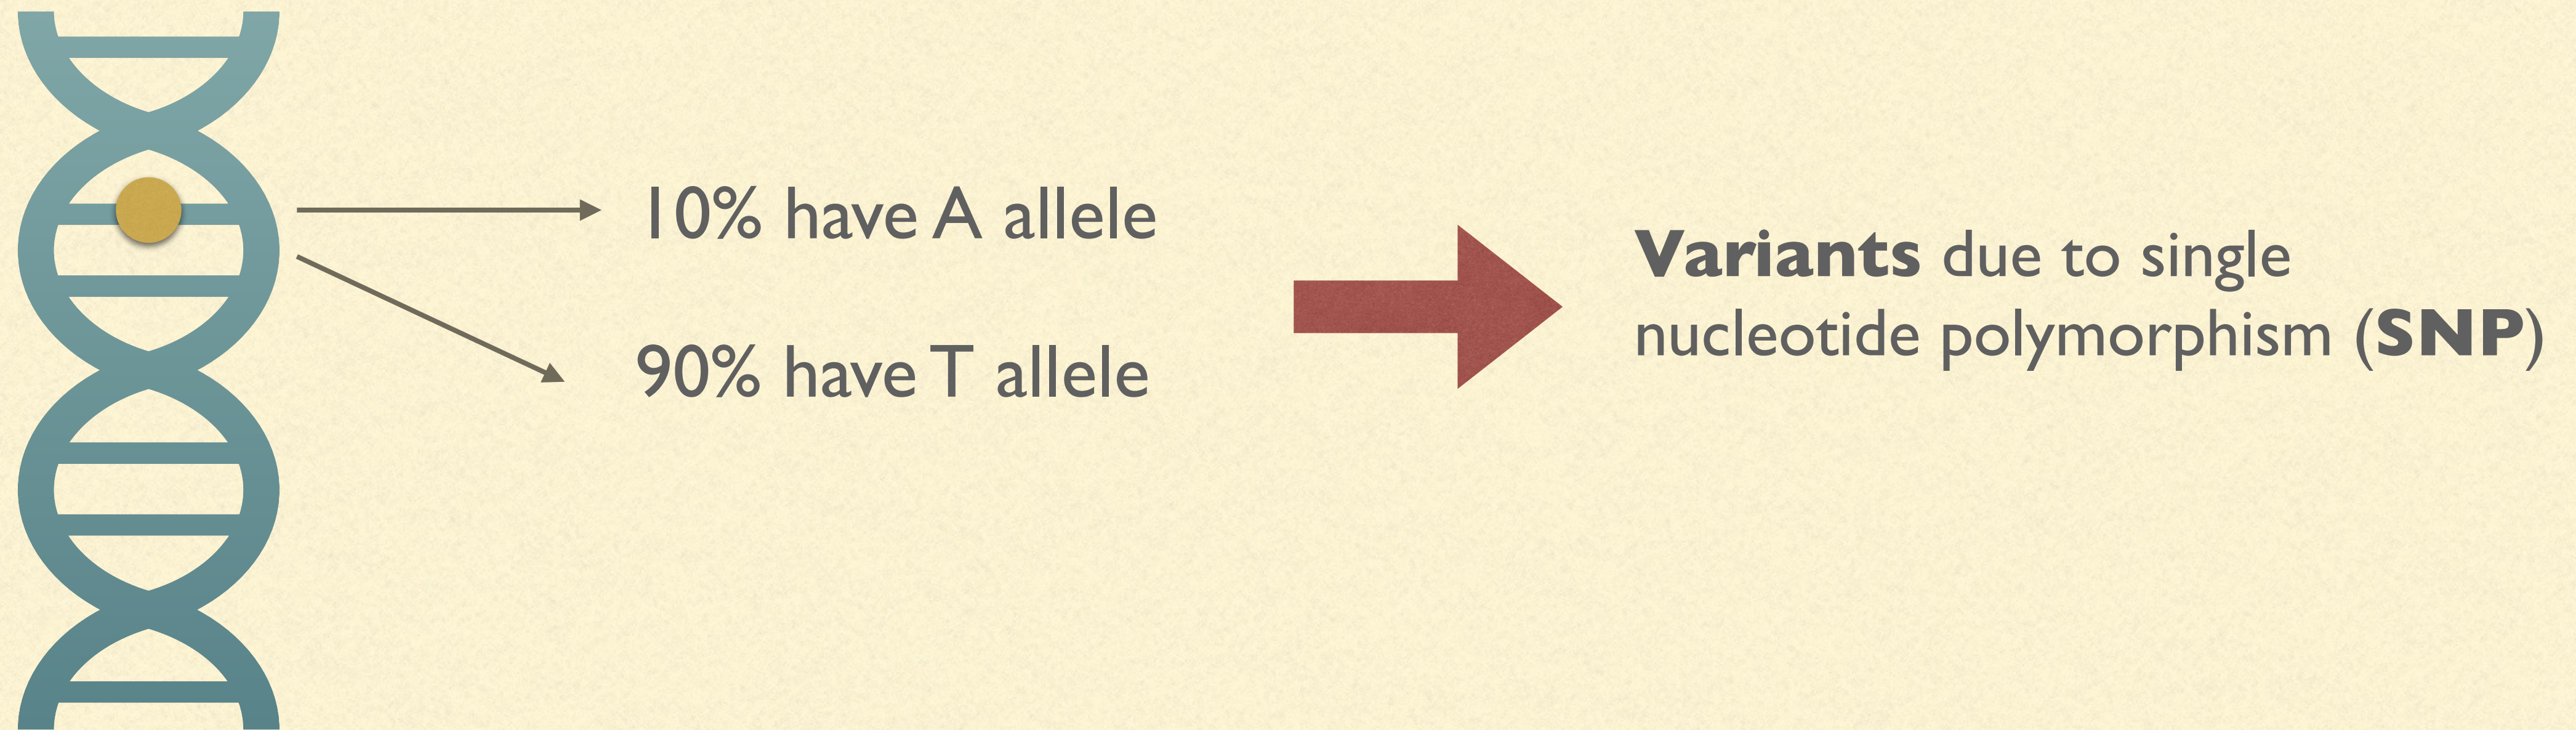 10% have A allele
90% have T allele
Variants due to single
nucleotide polymorphism (SNP)